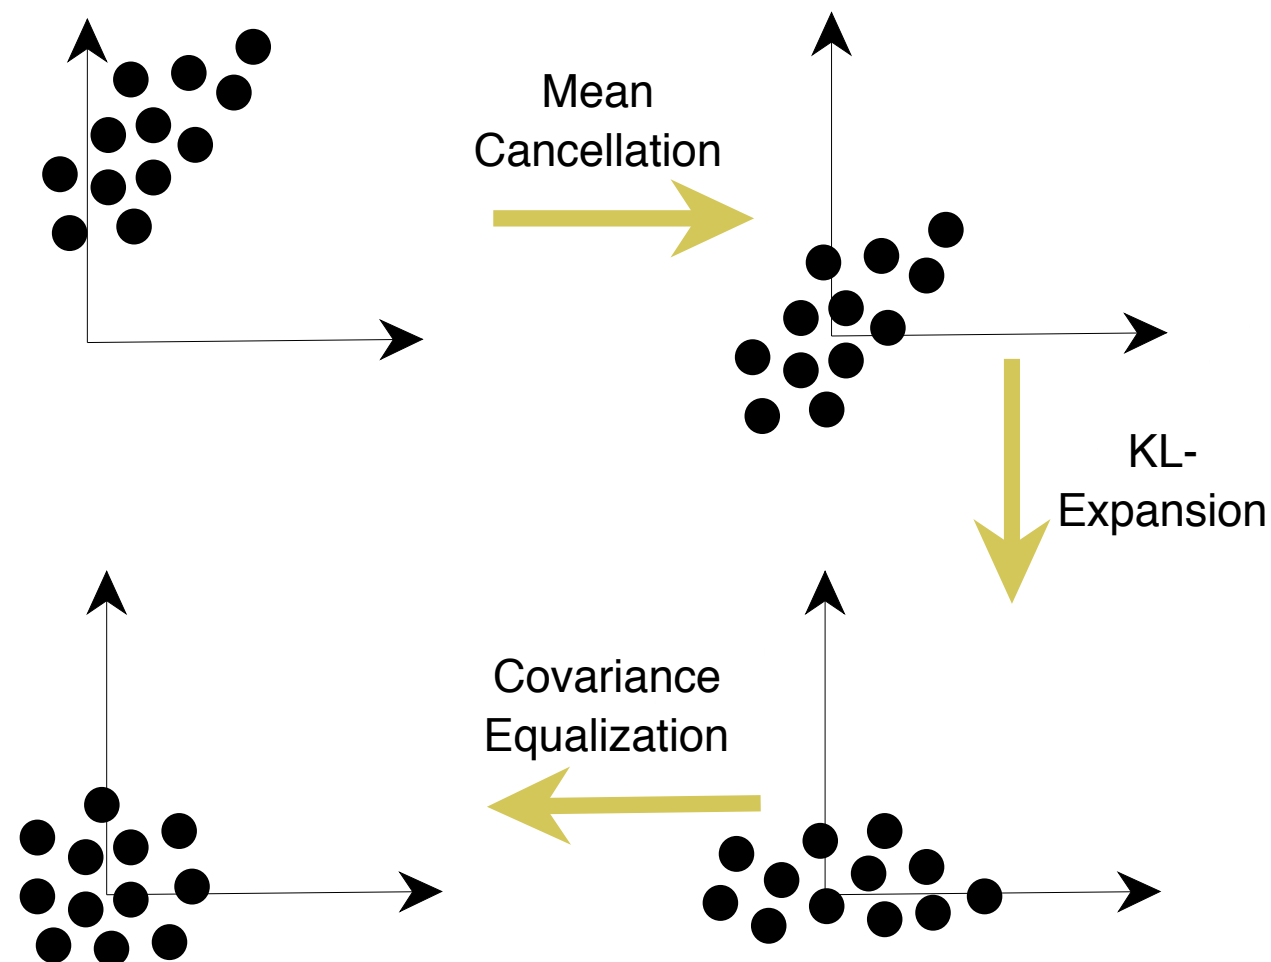 Mean
Cancellation
KL-
Expansion
Covariance
Equalization